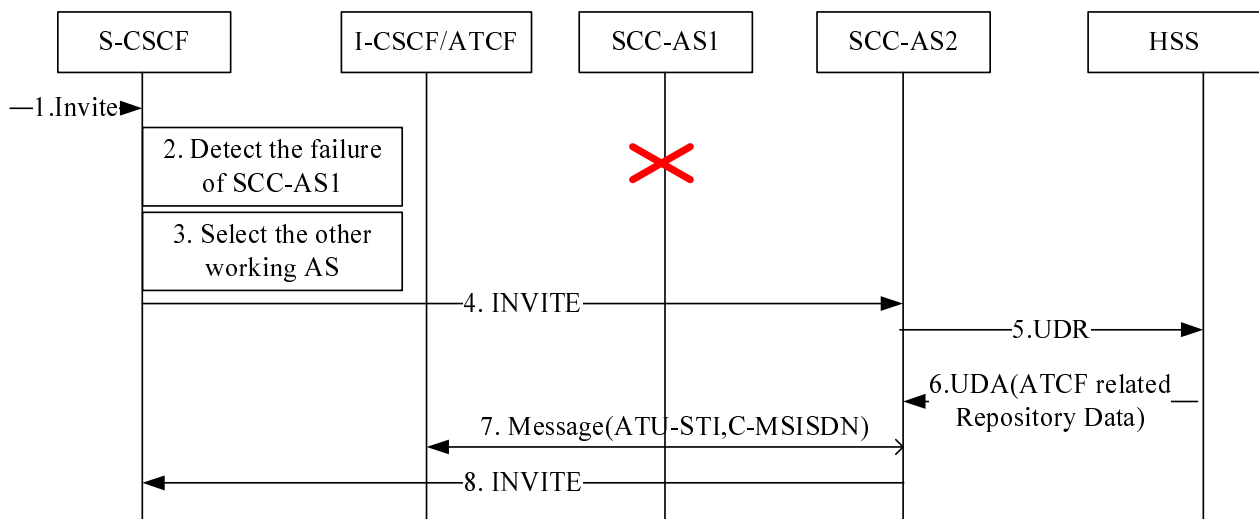 S-CSCF
I-CSCF/ATCF
SCC-AS1
SCC-AS2
HSS
1.Invite
2. Detect the failure
of SCC-AS1
3. Select the other
working AS
4. INVITE
5.UDR
6.UDA(ATCF related
Repository Data)
7. Message(ATU-STI,C-MSISDN)
8. INVITE